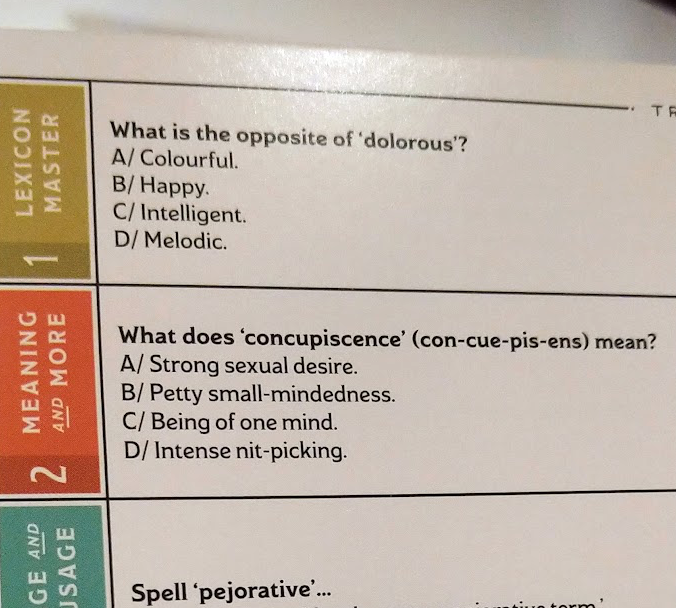 1 LEXICON
MASTER
What is the opposite of 'dolorous'?
A/ Colourful.
B/ Happy.
C/ Intelligent.
D/ Melodic.
2 MEANING
AND MORE
What does 'concupiscence' (con-cue-pis-ens) mean?
A/ Strong sexual desire.
B/ Petty small-mindedness.
C/ Being of one mind.
D/ Intense nit-picking.
AND
Spell 'pejorative'...